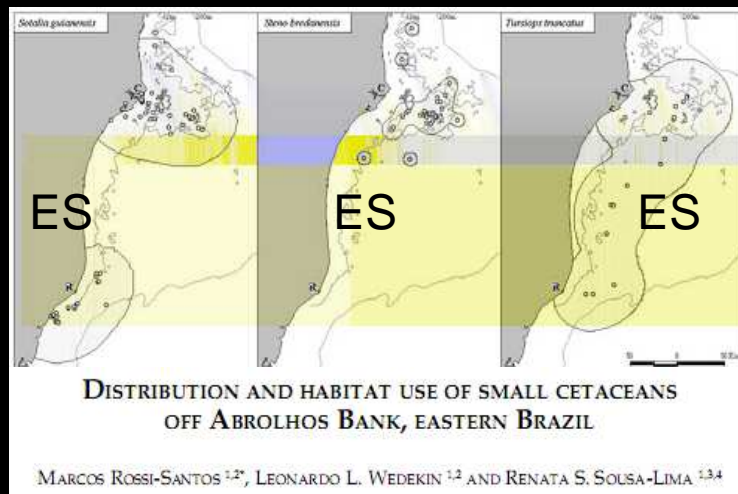 Sotalia guianensis
Steno bredanensis
Tursiops truncatus
C
C
C
ES
ES
ES
R
R
R
DISTRIBUTION AND HABITAT USE OF SMALL CETACEANS
OFF ABROLHOS BANK, EASTERN BRAZIL
MARCOS ROSSI-SANTOS 1,2*, LEONARDO L. WEDEKIN 1,2 AND RENATA S. SOUSA-LIMA 1,3,4